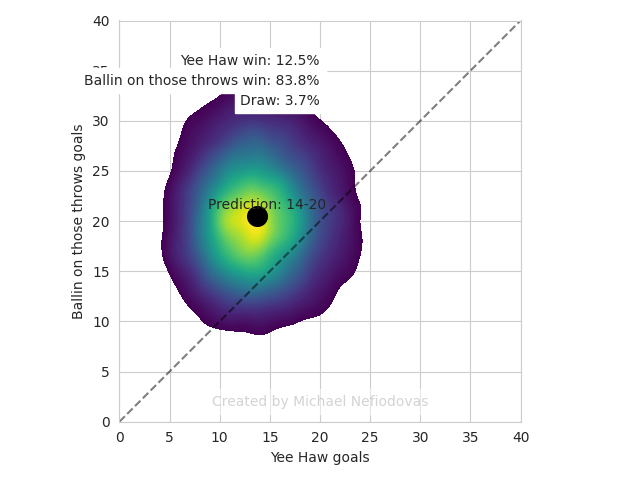 40
Yee Haw win: 12.5%
Ballin on those throws win: 83.8%
Draw: 3.7%
30
25
Prediction: 14-20
20
15
10
5
0
Ballin on those throws goals
Created by Michael Nefiodovas
0 5 10 15 20 25 30 35 40
Yee Haw goals